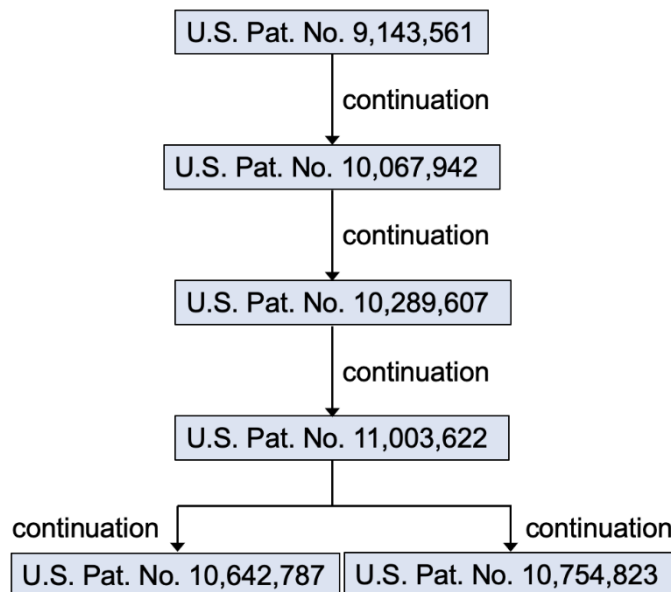 U.S. Pat. No. 9,143,561
continuation
U.S. Pat. No. 10,067,942
continuation
U.S. Pat. No. 10,289,607
continuation
U.S. Pat. No. 11,003,622
continuation
continuation
U.S. Pat. No. 10,642,787
U.S. Pat. No. 10,754,823